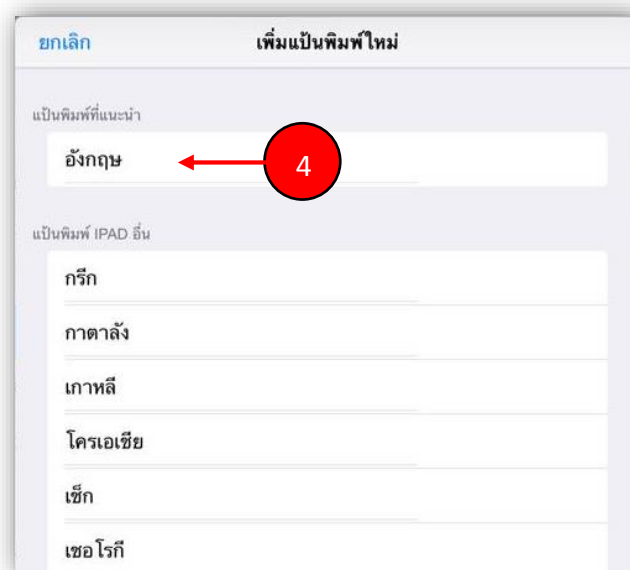 ยกเลิก เพิ่มแป้นพิมพ์ใหม่
แป้นพิมพ์ที่แนะนำ
อังกฤษ 4
แป้นพิมพ์ IPAD อื่น
กรีก
กาตาลัง
เกาหลี
โครเอเชีย
เช็ก
เชอโรกี